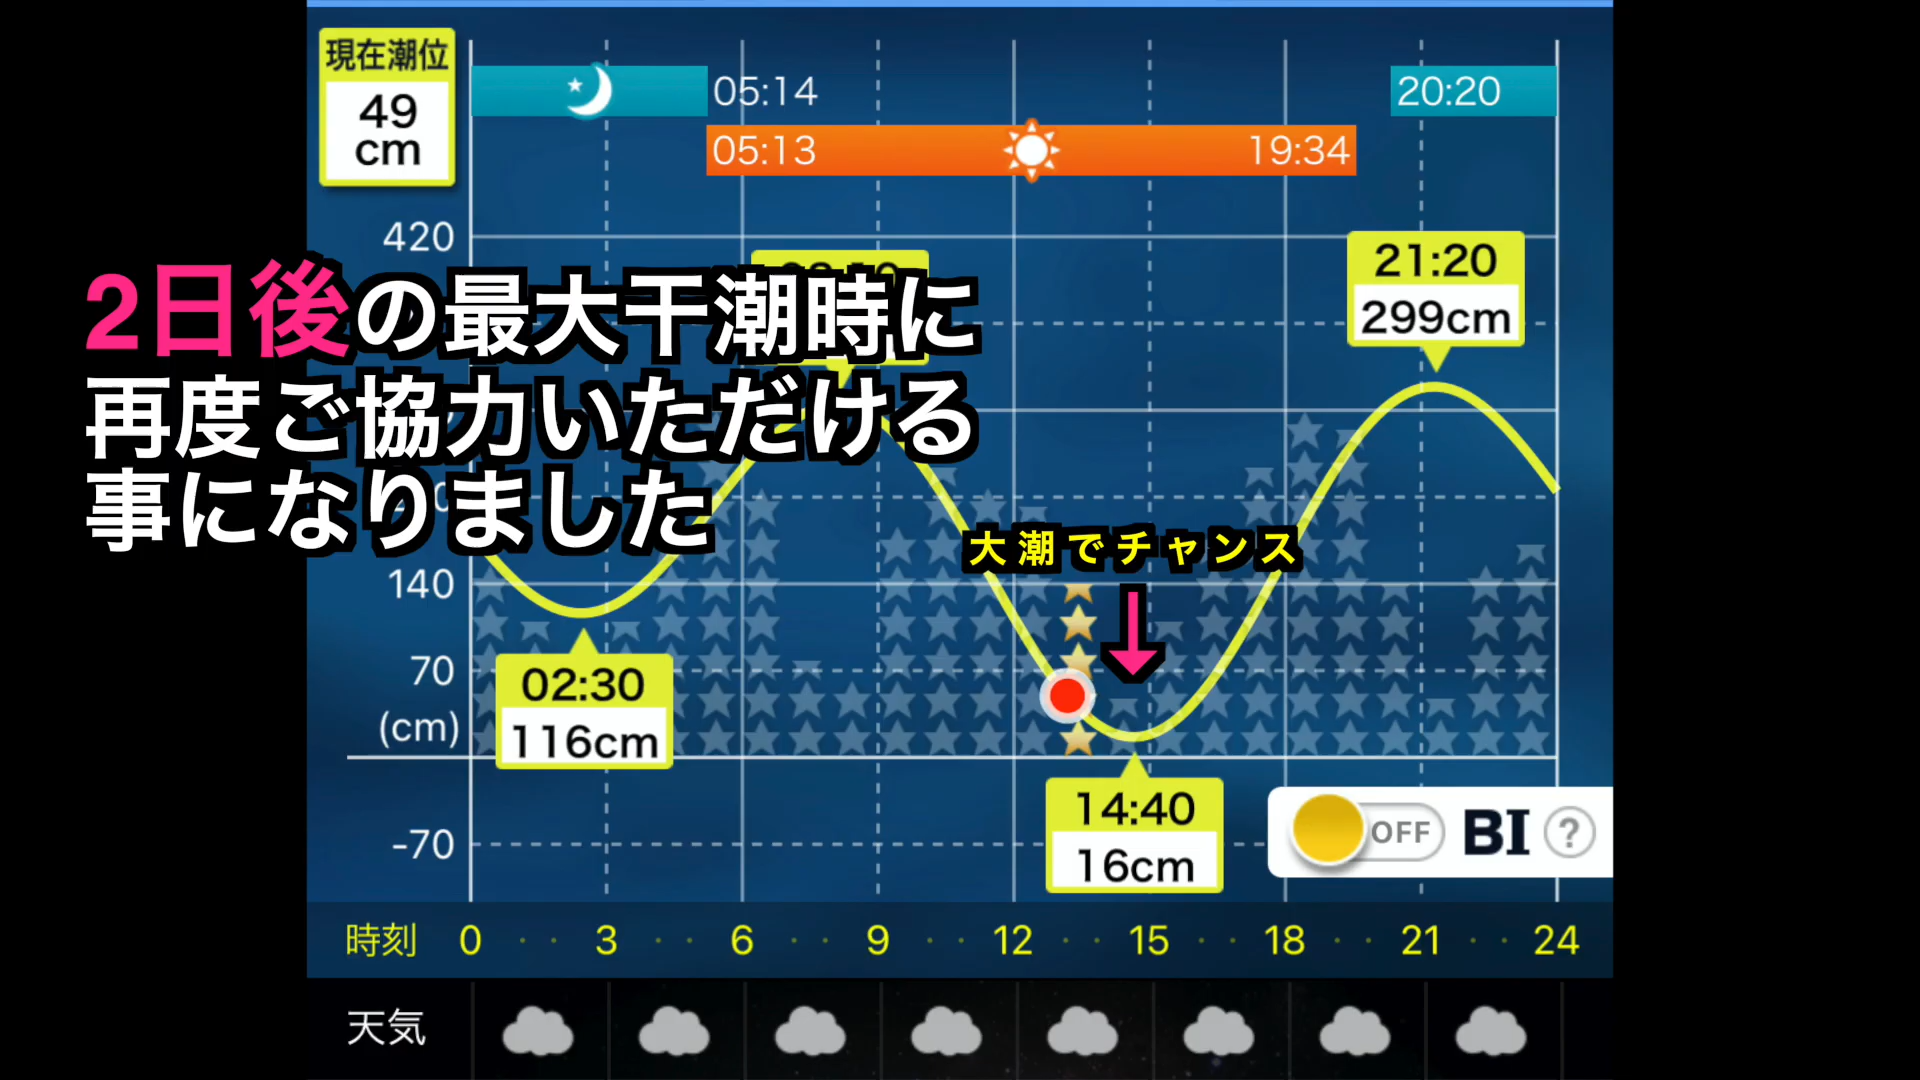 現在潮位
49
cm
05:14
20:20
05:13
19:34
420
21:20
299cm
2日後の最大干潮時に
再度ご協力いただける
事になりました
大潮でチャンス
140
70
(cm)
02:30
116cm
14:40
16cm
-70
OFF
BI
?
時刻 0 3 6 9 12 15 18 21 24
天気